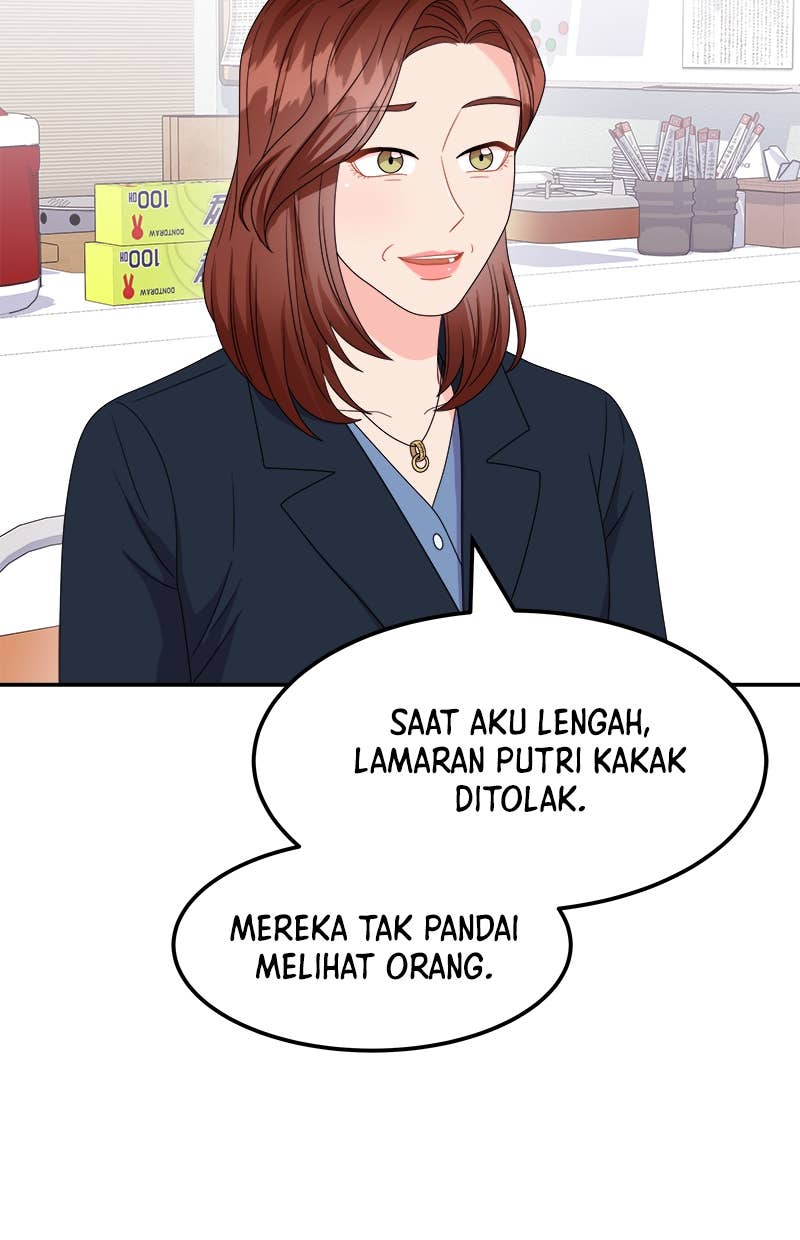 100
DONTDRAW
100
DONTDRAW
SAAT AKU LENGAH,
LAMARAN PUTRI KAKAK
DITOLAK.
MEREKA TAK PANDAI
MELIHAT ORANG.